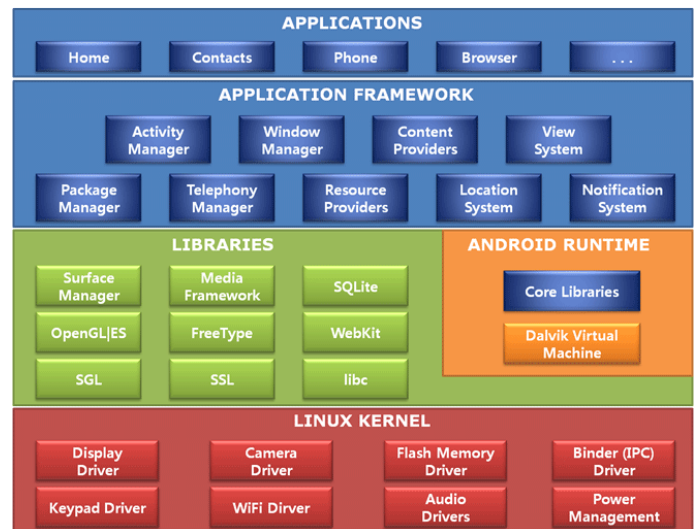 APPLICATIONS
Home Contacts Phone Browser ...
APPLICATION FRAMEWORK
Activity Manager
Window Manager
Content Providers
View System
Package Manager
Telephony Manager
Resource Providers
Location System
Notification System
LIBRARIES
Surface Manager
Media Framework
SQLite
OpenGL|ES
FreeType
WebKit
SGL
SSL
libc
ANDROID RUNTIME
Core Libraries
Dalvik Virtual Machine
LINUX KERNEL
Display Driver
Camera Driver
Flash Memory Driver
Binder (IPC) Driver
Keypad Driver
WiFi Dirver
Audio Drivers
Power Management